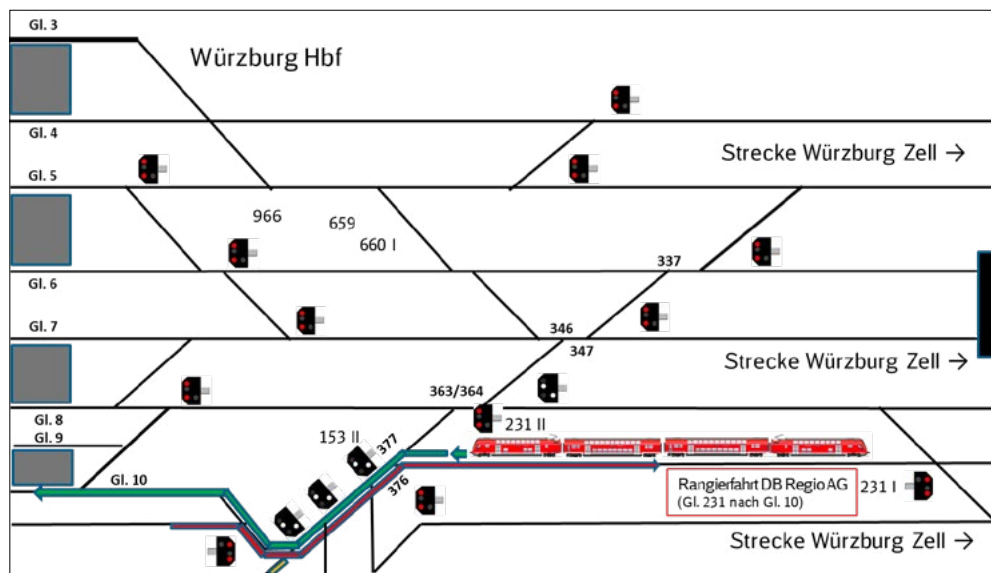 Gl. 3
Würzburg Hbf
Gl. 4
Strecke Würzburg Zell →
Gl. 5
966
659
660 I
337
Gl. 6
Gl. 7
346
347
Strecke Würzburg Zell →
363/364
Gl. 8
231 II
Gl. 9
153 II
377
Gl. 10
376
Rangierfahrt DB Regio AG
(Gl. 231 nach Gl. 10)
231 I
Strecke Würzburg Zell →